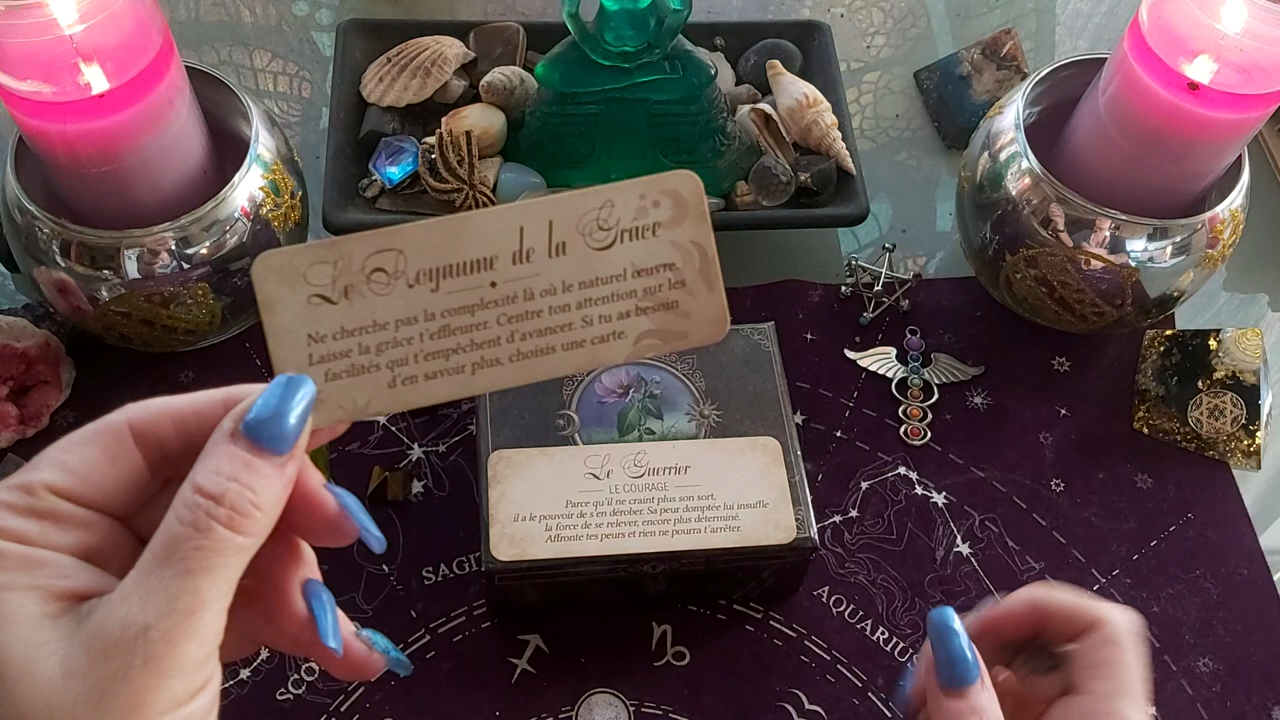 Le Royaume de la Grâce
Ne cherche pas la complexité là où le naturel œuvre.
Laisse la grâce t'effleurer. Centre ton attention sur les
facilités qui t'empêchent d'avancer. Si tu as besoin
d'en savoir plus, choisis une carte.
Le Guerrier
LE COURAGE
Parce qu'il ne craint plus son sort,
il a le pouvoir de s'en dérober. Sa peur domptée lui insuffle
la force de se relever, encore plus déterminé.
Affronte tes peurs et rien ne pourra t'arrêter.
SAGI
AQUARIUS
SCO